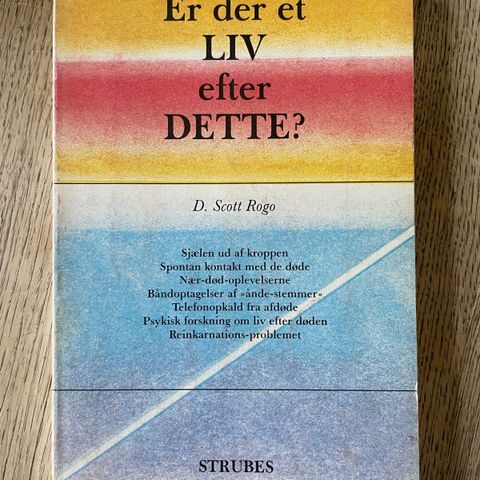 Er der et
LIV
efter
DETTE?
D. Scott Rogo
Sjælen ud af kroppen
Spontan kontakt med de døde
Nær-død-oplevelserne
Båndoptagelser af »ånde-stemmer«
Telefonopkald fra afdøde
Psykisk forskning om liv efter døden
Reinkarnations-problemet
STRUBES